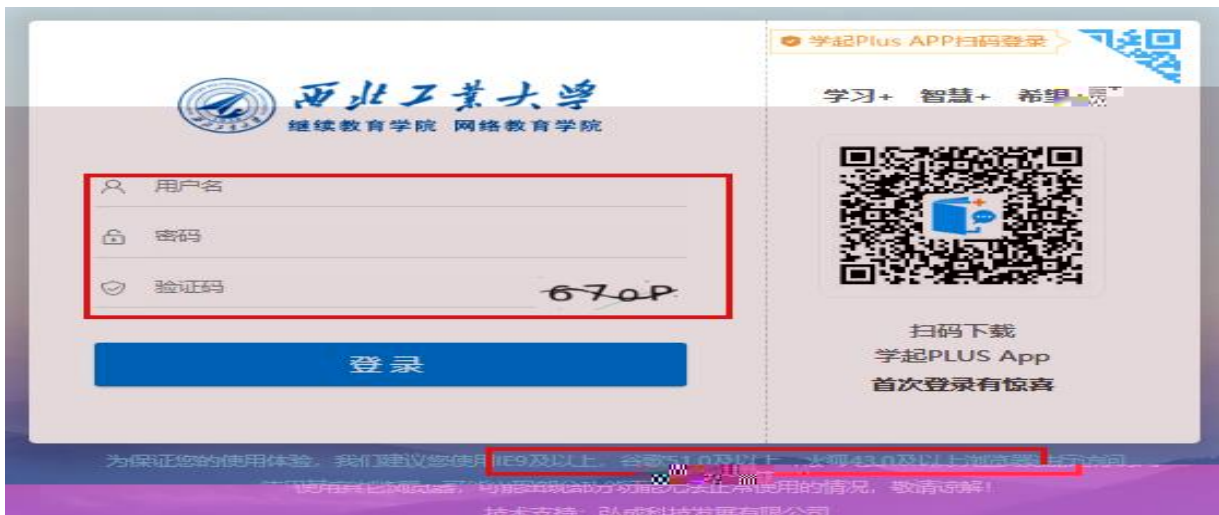 学起Plus APP扫码登录
西北工业大学
继续教育学院 网络教育学院
用户名
密码
验证码
670P
登录
学习+ 智慧+ 希望+
扫码下载
学起PLUS App
首次登录有惊喜
为保证您的使用体验，我们建议您使用IE9及以上，谷歌51.0及以上，火狐43.0及以上浏览器进行访问，
使用其它浏览器，可能出现部分功能无法正常使用的情况，敬请谅解！
技术支持：弘成科技发展有限公司